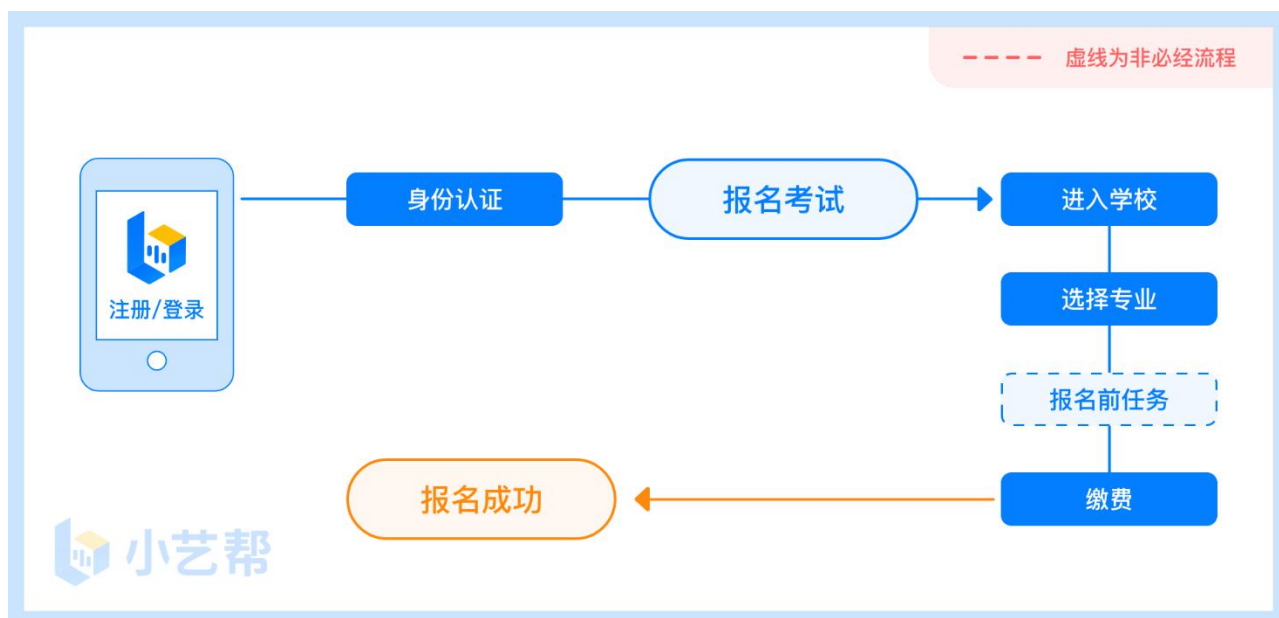 ---- 虚线为非必经流程
身份认证
报名考试
进入学校
注册/登录
选择专业
报名前任务
报名成功
缴费
小艺帮